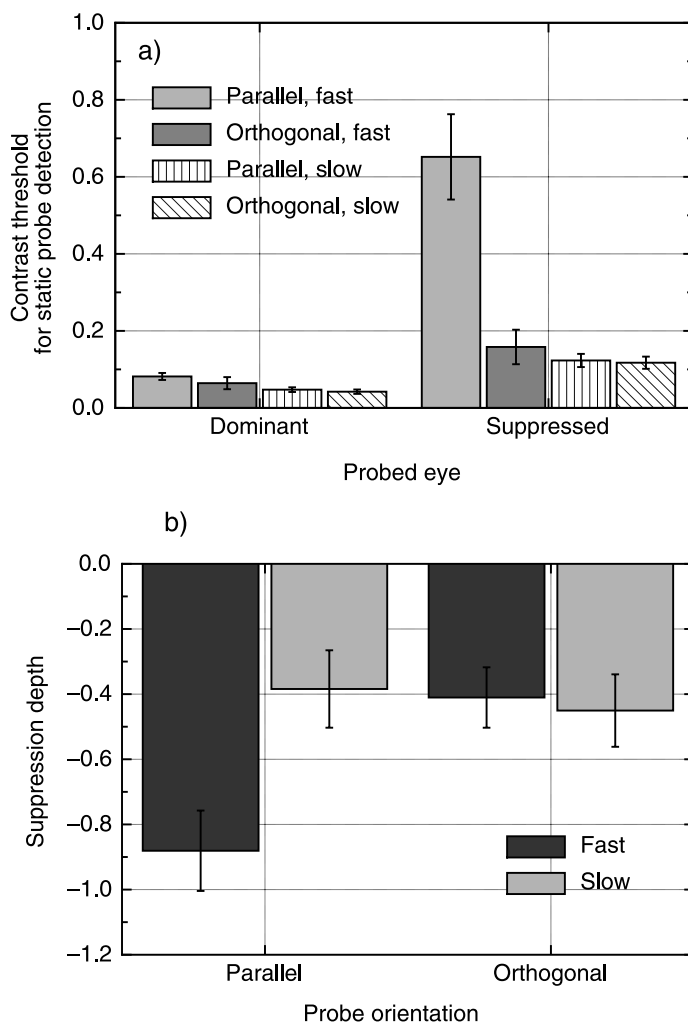 a)
Parallel, fast
Orthogonal, fast
Parallel, slow
Orthogonal, slow
Contrast threshold
for static probe detection
1.0
0.8
0.6
0.4
0.2
0.0
Dominant
Suppressed
Probed eye
b)
0.0
−0.2
−0.4
−0.6
−0.8
−1.0
−1.2
Suppression depth
Fast
Slow
Parallel
Orthogonal
Probe orientation